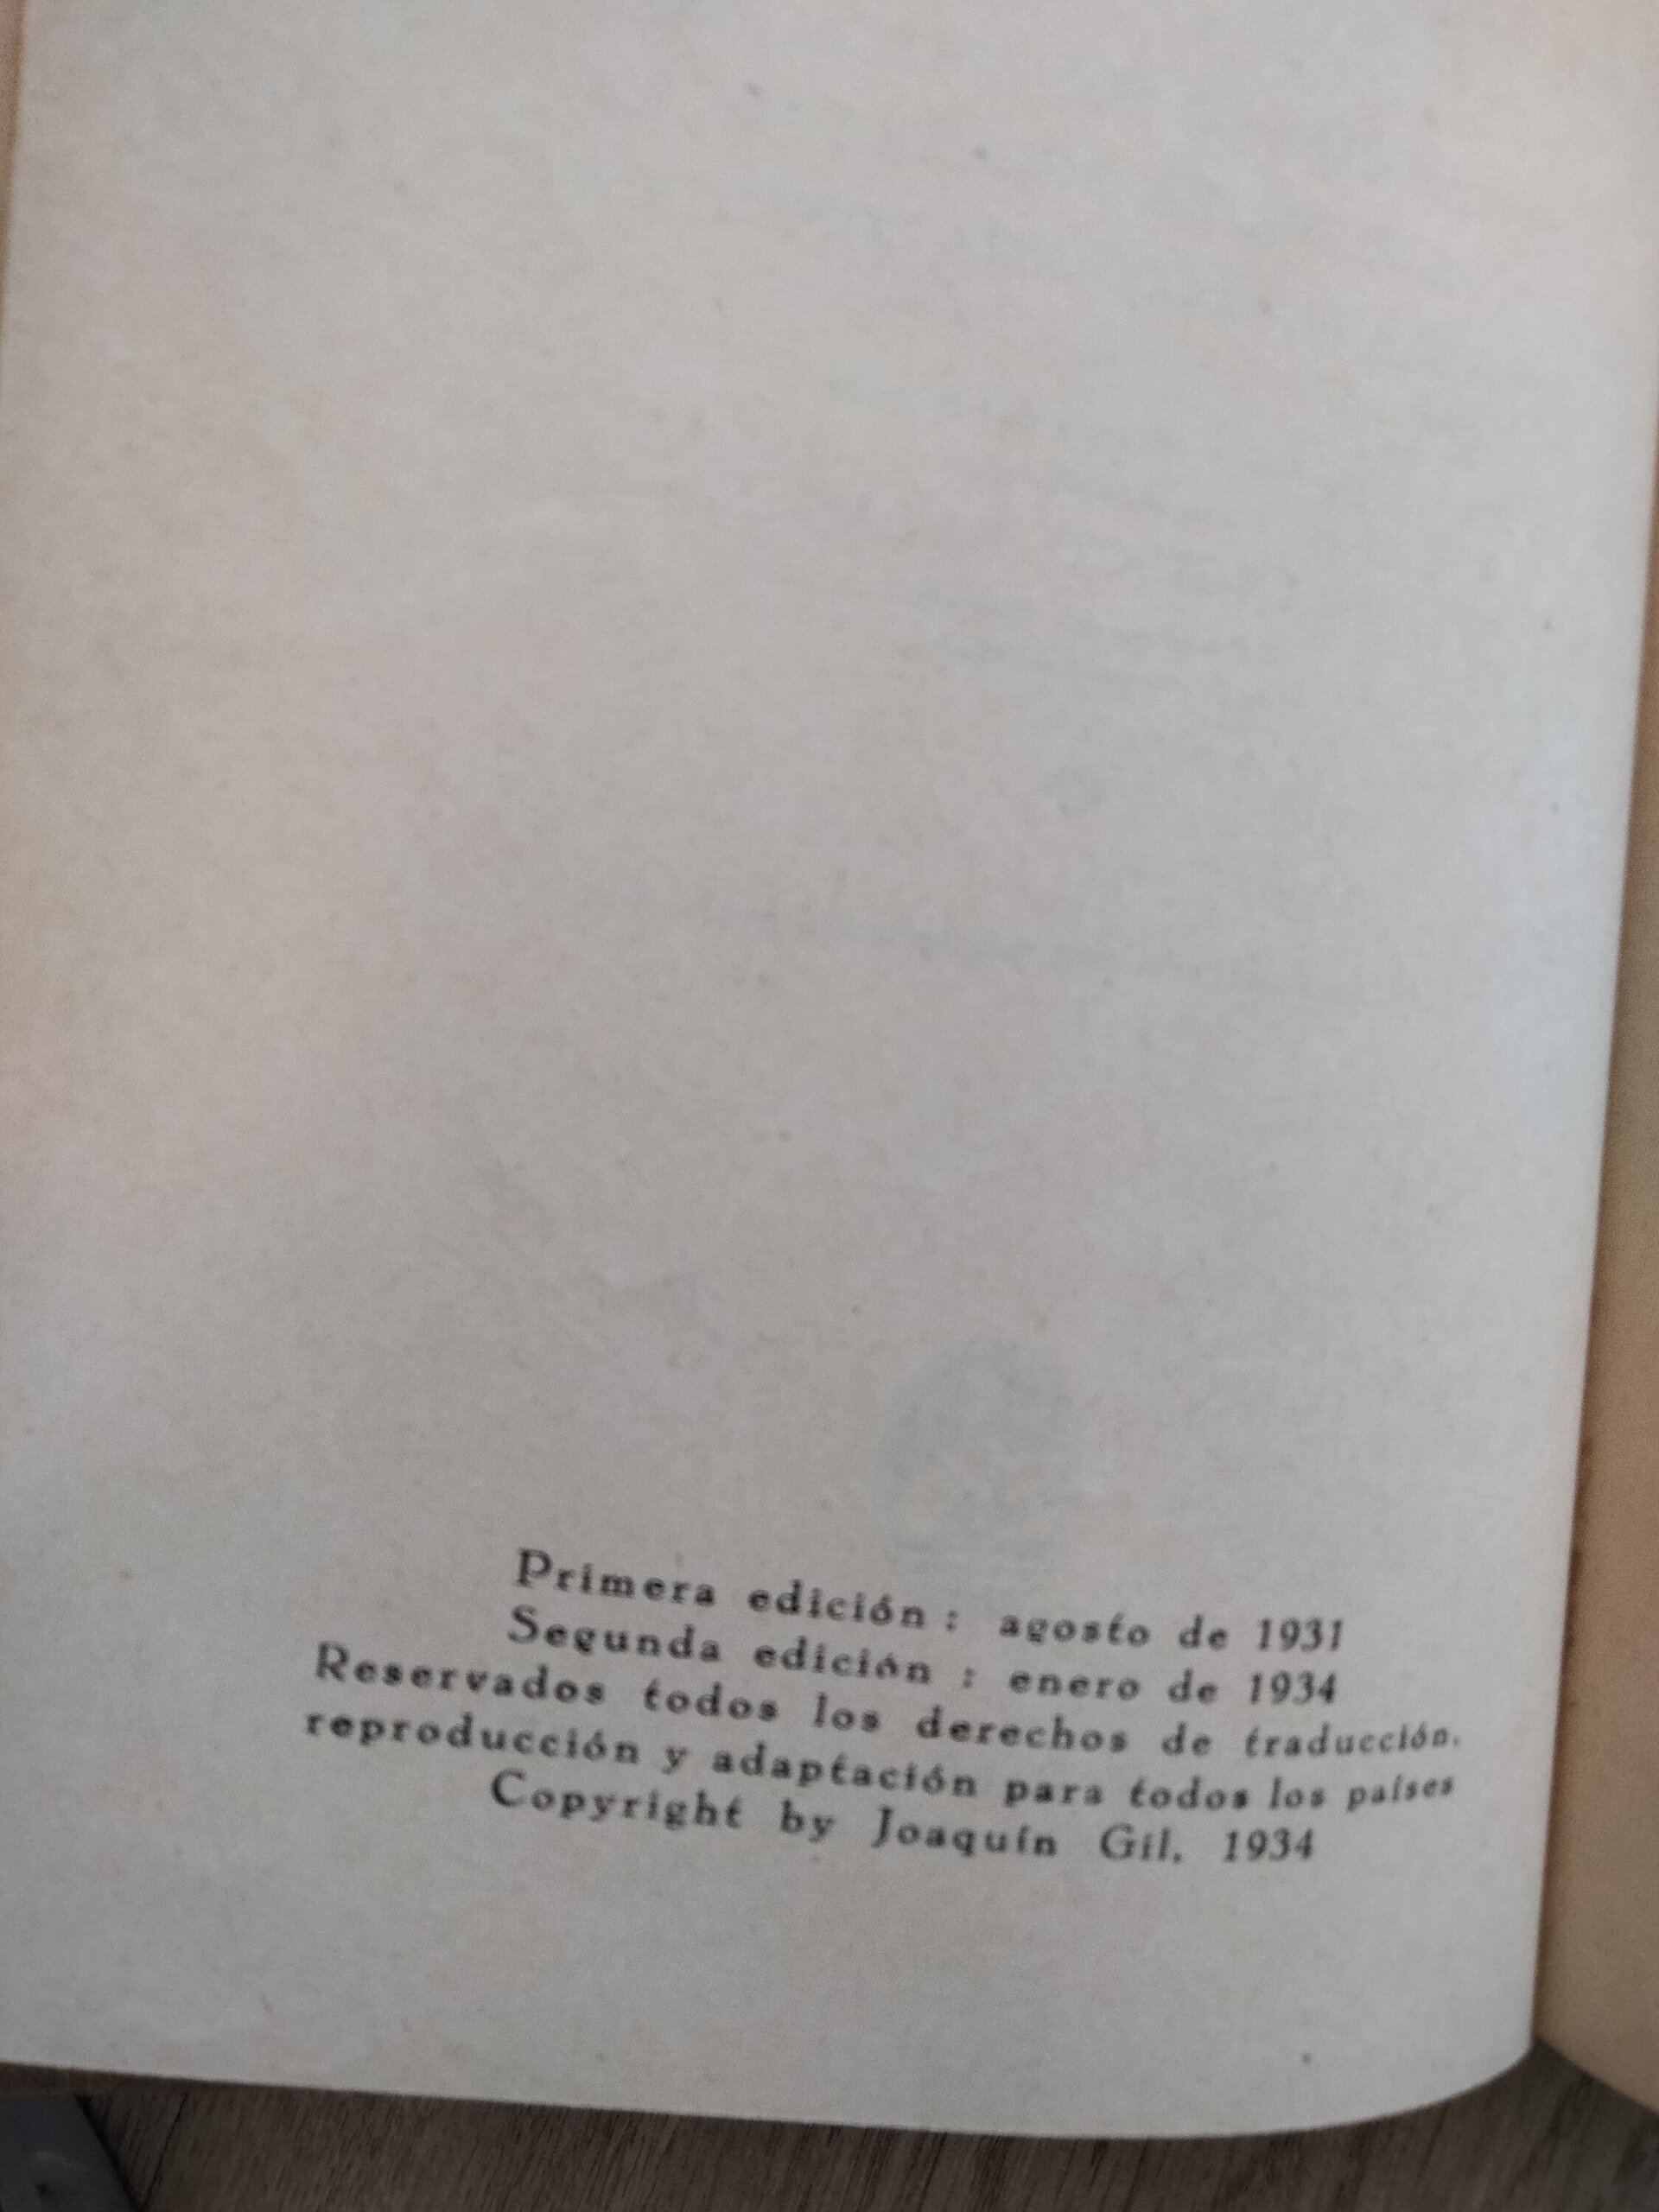 Primera edición : agosto de 1931
Segunda edición : enero de 1934
Reservados todos los derechos de traducción,
reproducción y adaptación para todos los países
Copyright by Joaquín Gil, 1934